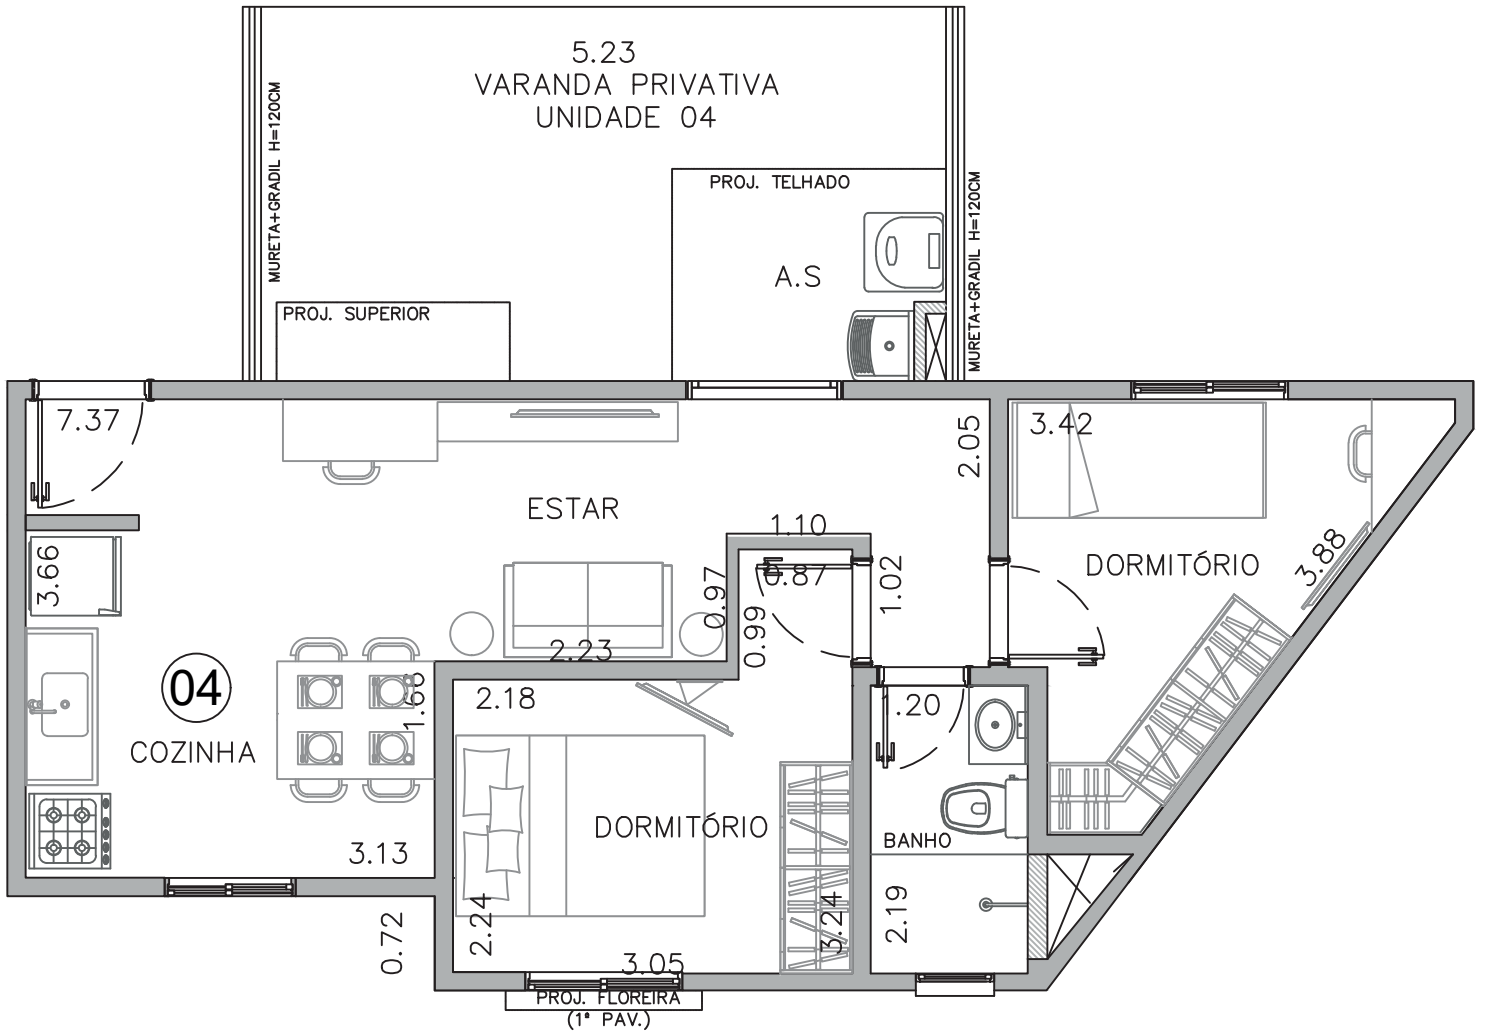 5.23
VARANDA PRIVATIVA
UNIDADE 04
MURETA+GRADIL H=120CM
PROJ. TELHADO
MURETA+GRADIL H=120CM
A.S
PROJ. SUPERIOR
7.37
2.05
3.42
ESTAR
1.10
3.66
0.97
0.87
1.02
DORMITÓRIO
3.88
0.99
2.23
04
2.18
1.68
.20
COZINHA
DORMITÓRIO
3.13
BANHO
0.72
2.24
3.24
2.19
3.05
PROJ. FLOREIRA
(1ª PAV.)